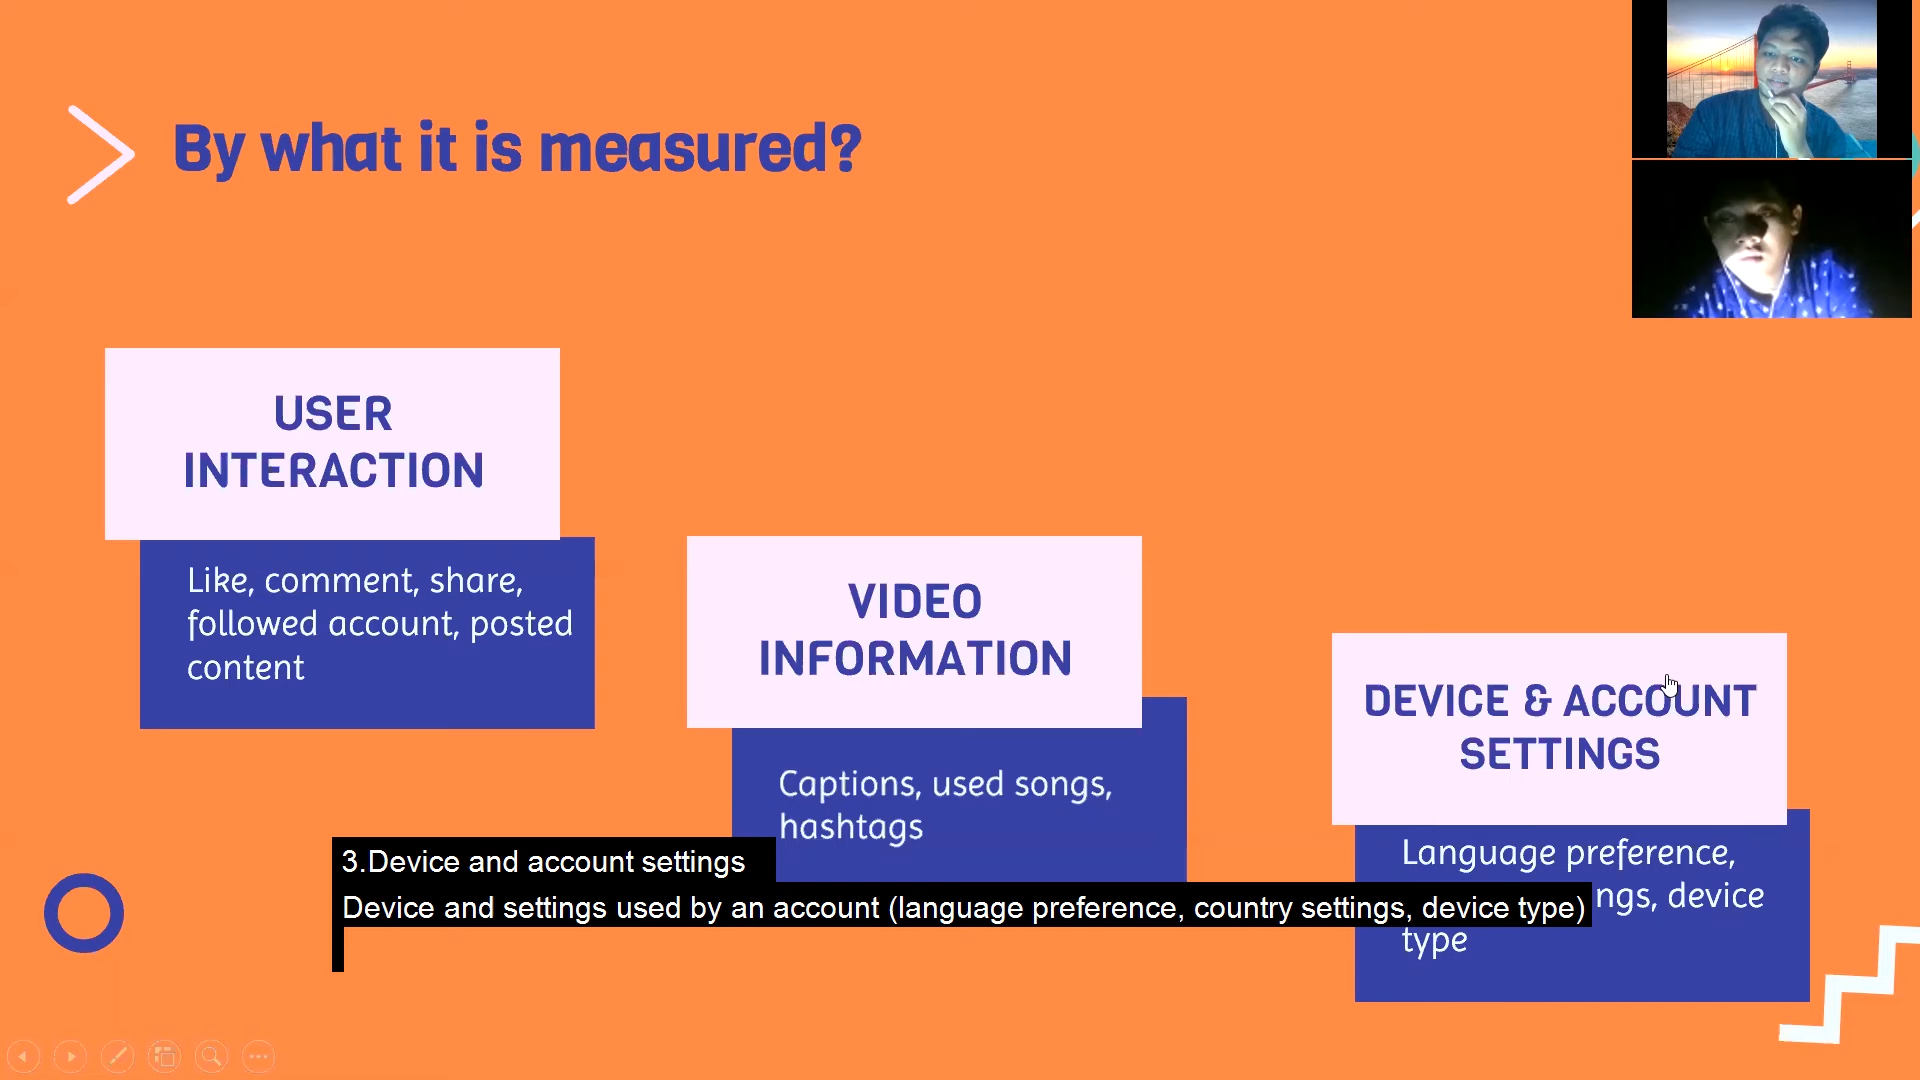 By what it is measured?
USER
INTERACTION
Like, comment, share,
followed account, posted
content
VIDEO
INFORMATION
Captions, used songs,
hashtags
DEVICE & ACCOUNT
SETTINGS
Language preference,
ngs, device
type
3.Device and account settings
Device and settings used by an account (language preference, country settings, device type)